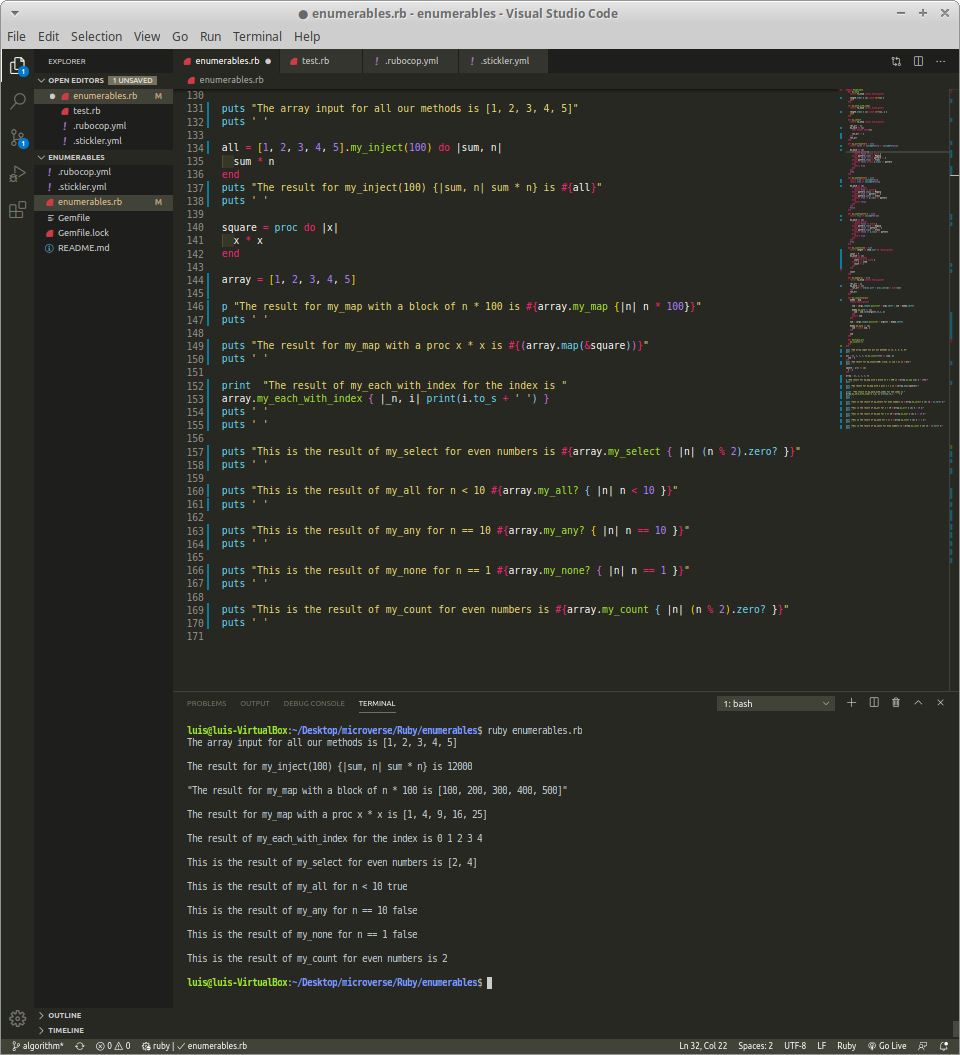 ● enumerables.rb - enumerables - Visual Studio Code
File Edit Selection View Go Run Terminal Help
EXPLORER
OPEN EDITORS 1 UNSAVED
● enumerables.rb M
test.rb
! .rubocop.yml
! .stickler.yml
ENUMERABLES
! .rubocop.yml
! .stickler.yml
enumerables.rb M
Gemfile
Gemfile.lock
README.md
OUTLINE
TIMELINE
1
1
enumerables.rb ● test.rb ! .rubocop.yml ! .stickler.yml
enumerables.rb
130
131 puts "The array input for all our methods is [1, 2, 3, 4, 5]"
132 puts ' '
133
134 all = [1, 2, 3, 4, 5].my_inject(100) do |sum, n|
135 sum * n
136 end
137 puts "The result for my_inject(100) {|sum, n| sum * n} is #{all}"
138 puts ' '
139
140 square = proc do |x|
141 x * x
142 end
143
144 array = [1, 2, 3, 4, 5]
145
146 p "The result for my_map with a block of n * 100 is #{array.my_map {|n| n * 100}}"
147 puts ' '
148
149 puts "The result for my_map with a proc x * x is #{(array.map(&square))}"
150 puts ' '
151
152 print  "The result of my_each_with_index for the index is "
153 array.my_each_with_index { |_n, i| print(i.to_s + ' ') }
154 puts ' '
155 puts ' '
156
157 puts "This is the result of my_select for even numbers is #{array.my_select { |n| (n % 2).zero? }}"
158 puts ' '
159
160 puts "This is the result of my_all for n < 10 #{array.my_all? { |n| n < 10 }}"
161 puts ' '
162
163 puts "This is the result of my_any for n == 10 #{array.my_any? { |n| n == 10 }}"
164 puts ' '
165
166 puts "This is the result of my_none for n == 1 #{array.my_none? { |n| n == 1 }}"
167 puts ' '
168
169 puts "This is the result of my_count for even numbers is #{array.my_count { |n| (n % 2).zero? }}"
170 puts ' '
171
PROBLEMS OUTPUT DEBUG CONSOLE TERMINAL 1: bash
luis@luis-VirtualBox:~/Desktop/microverse/Ruby/enumerables$ ruby enumerables.rb
The array input for all our methods is [1, 2, 3, 4, 5]
The result for my_inject(100) {|sum, n| sum * n} is 12000
"The result for my_map with a block of n * 100 is [100, 200, 300, 400, 500]"
The result for my_map with a proc x * x is [1, 4, 9, 16, 25]
The result of my_each_with_index for the index is 0 1 2 3 4
This is the result of my_select for even numbers is [2, 4]
This is the result of my_all for n < 10 true
This is the result of my_any for n == 10 false
This is the result of my_none for n == 1 false
This is the result of my_count for even numbers is 2
luis@luis-VirtualBox:~/Desktop/microverse/Ruby/enumerables$
algorithm* 0 0 ruby | ✓ enumerables.rb Ln 32, Col 22 Spaces: 2 UTF-8 LF Ruby Go Live